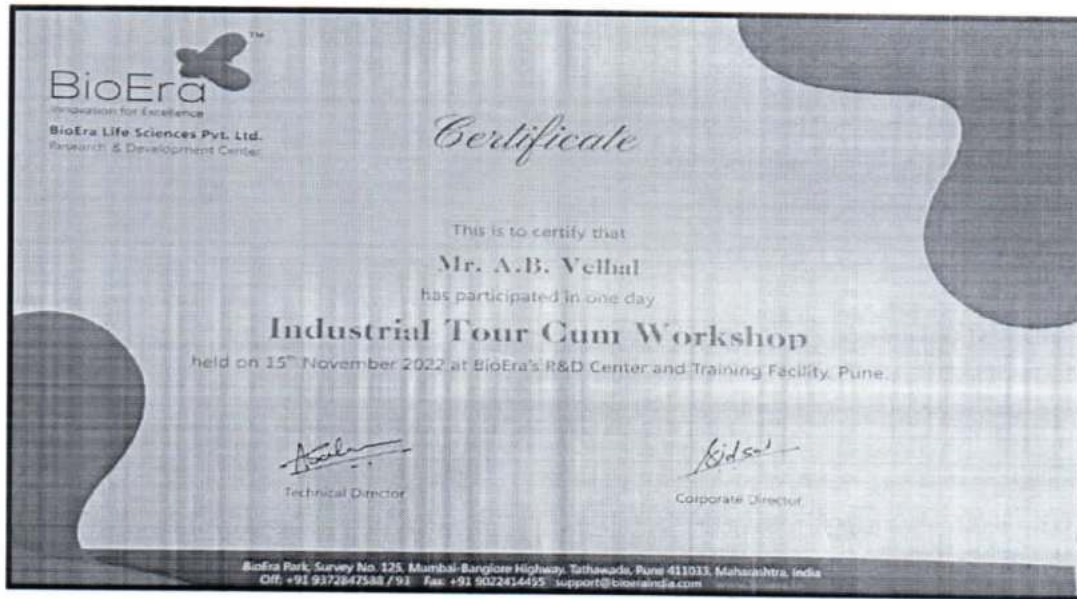 TM
BioEra
Innovation for Excellence
BioEra Life Sciences Pvt. Ltd.
Research & Development Center
Certificate
This is to certify that
Mr. A.B. Velhal
has participated in one day
Industrial Tour Cum Workshop
held on 15th November 2022 at BioEra's R&D Center and Training Facility, Pune.
Technical Director
Corporate Director
BioEra Park, Survey No. 125, Mumbai-Banglore Highway, Tathawade, Pune 411033, Maharashtra, India
Off: +91 9372847588 / 93 Fax: +91 9022414455 support@bioeraindia.com